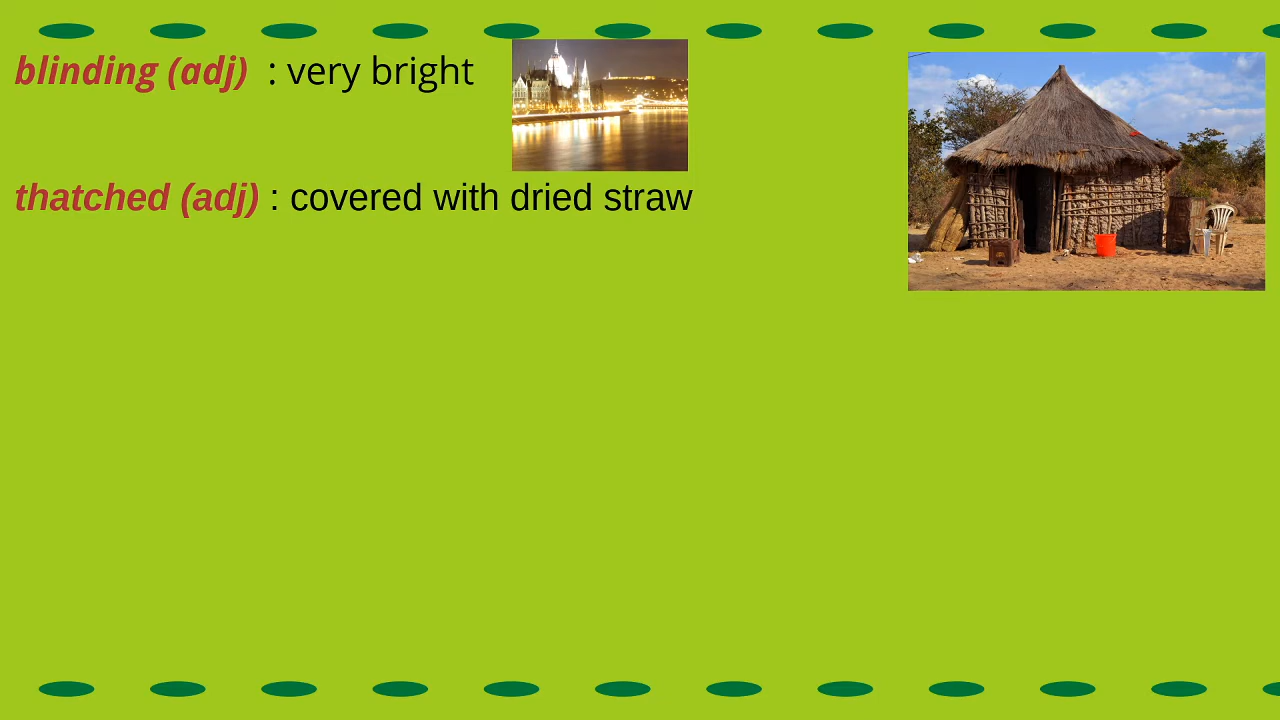 blinding (adj) : very bright
thatched (adj) : covered with dried straw